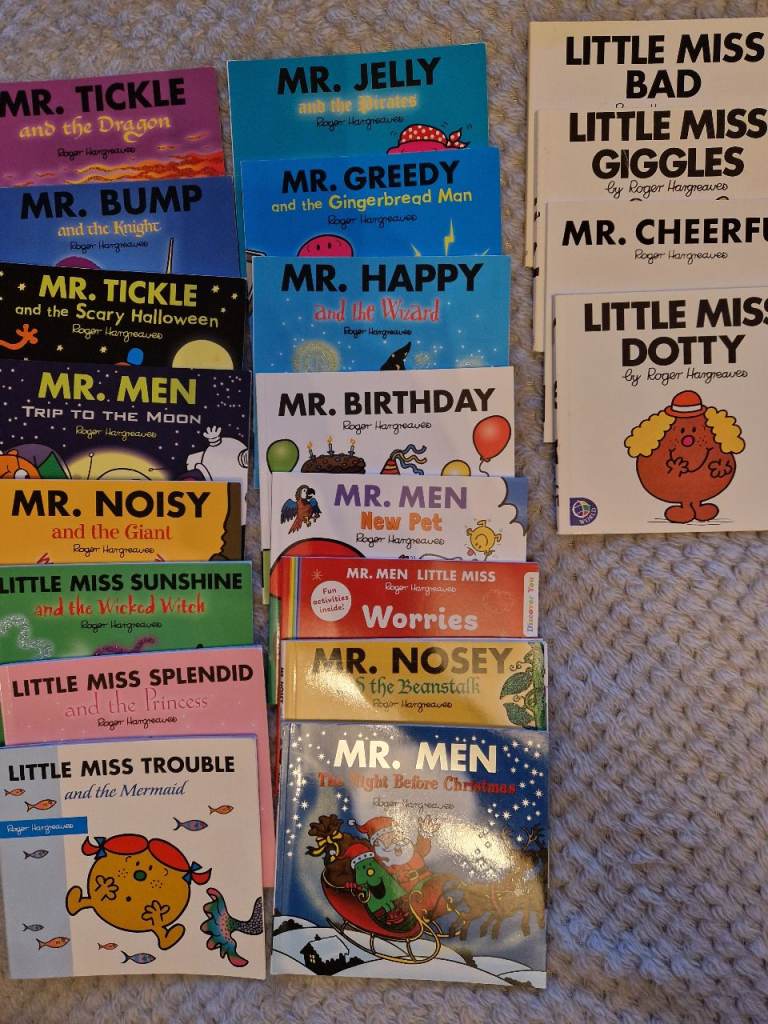 MR. TICKLE
and the Dragon
Roger Hargreaves
MR. BUMP
and the Knight
Roger Hargreaves
MR. TICKLE
and the Scary Halloween
Roger Hargreaves
MR. MEN
TRIP TO THE MOON
Roger Hargreaves
MR. NOISY
and the Giant
Roger Hargreaves
LITTLE MISS SUNSHINE
and the Wicked Witch
Roger Hargreaves
LITTLE MISS SPLENDID
and the Princess
Roger Hargreaves
LITTLE MISS TROUBLE
and the Mermaid
Roger Hargreaves
MR. JELLY
and the Pirates
Roger Hargreaves
MR. GREEDY
and the Gingerbread Man
Roger Hargreaves
MR. HAPPY
and the Wizard
Roger Hargreaves
MR. BIRTHDAY
Roger Hargreaves
MR. MEN
New Pet
Roger Hargreaves
MR. MEN LITTLE MISS
Roger Hargreaves
Fun
activities
inside!
Worries
Discover You
MR. NOSEY
the Beanstalk
Roger Hargreaves
MR. MEN
The Night Before Christmas
Roger Hargreaves
LITTLE MISS
BAD
LITTLE MISS
GIGGLES
by Roger Hargreaves
MR. CHEERFU
Roger Hargreaves
LITTLE MISS
DOTTY
by Roger Hargreaves
WORLD